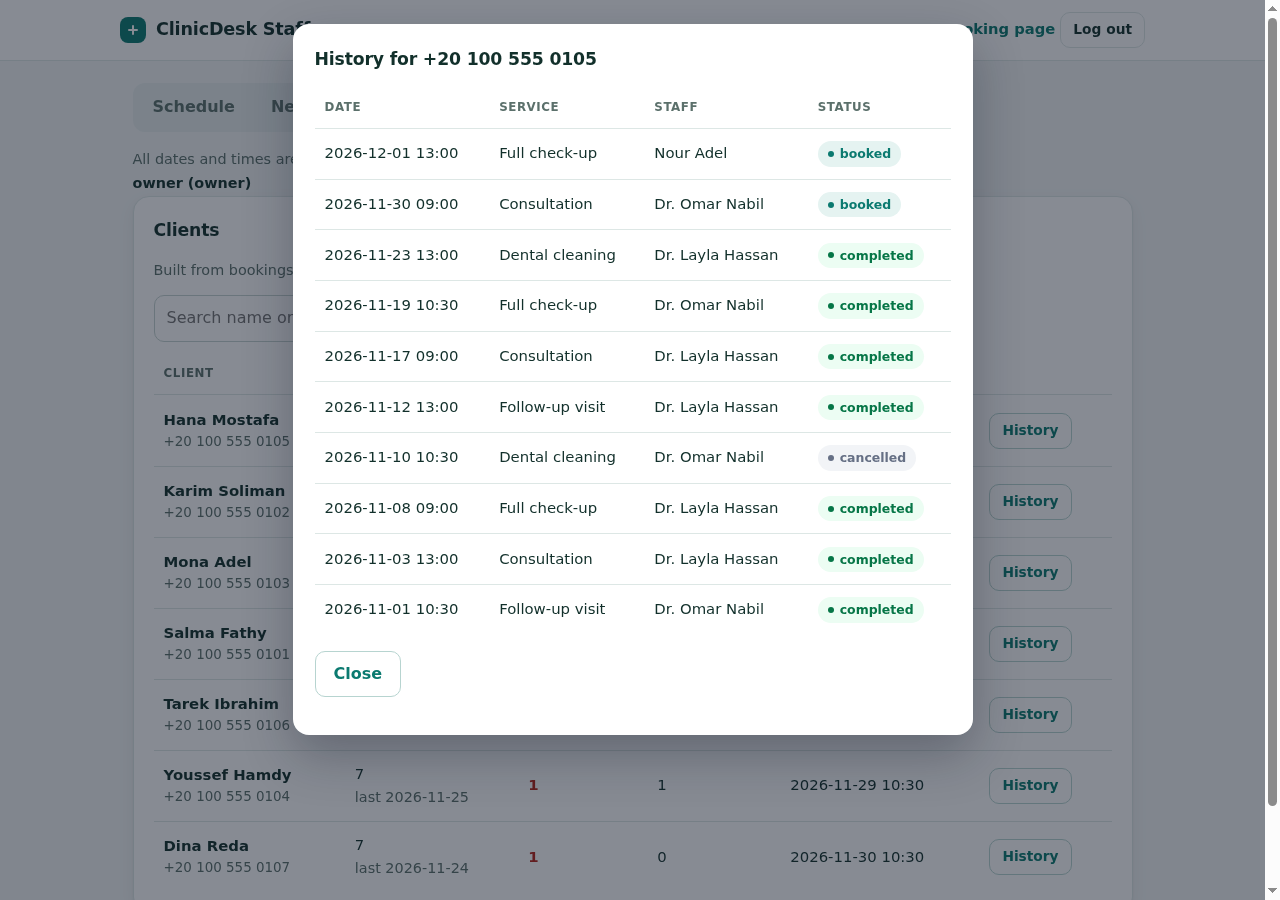 ClinicDesk Staff
Log out
History for +20 100 555 0105
DATE SERVICE STAFF STATUS
2026-12-01 13:00 Full check-up Nour Adel booked
2026-11-30 09:00 Consultation Dr. Omar Nabil booked
2026-11-23 13:00 Dental cleaning Dr. Layla Hassan completed
2026-11-19 10:30 Full check-up Dr. Omar Nabil completed
2026-11-17 09:00 Consultation Dr. Layla Hassan completed
2026-11-12 13:00 Follow-up visit Dr. Layla Hassan completed
2026-11-10 10:30 Dental cleaning Dr. Omar Nabil cancelled
2026-11-08 09:00 Full check-up Dr. Layla Hassan completed
2026-11-03 13:00 Consultation Dr. Layla Hassan completed
2026-11-01 10:30 Follow-up visit Dr. Omar Nabil completed
Close
page
Schedule
All dates and times
owner (owner)
Clients
Built from bookings
Search name or
CLIENT
Hana Mostafa
+20 100 555 0105
History
Karim Soliman
+20 100 555 0102
History
Mona Adel
+20 100 555 0103
History
Salma Fathy
+20 100 555 0101
History
Tarek Ibrahim
+20 100 555 0106
History
Youssef Hamdy 7
+20 100 555 0104 last 2026-11-25 1 1 2026-11-29 10:30 History
Dina Reda 7
+20 100 555 0107 last 2026-11-24 1 0 2026-11-30 10:30 History